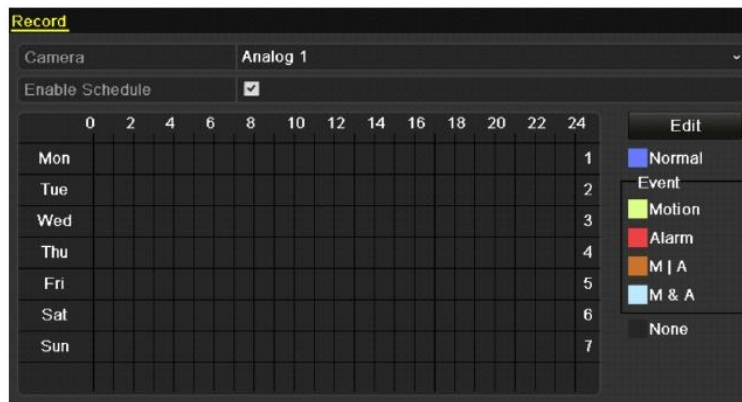 Record
Camera Analog 1
Enable Schedule
0 2 4 6 8 10 12 14 16 18 20 22 24
Edit
Mon 1
Normal
Event
Tue 2
Motion
Wed 3
Alarm
Thu 4
M | A
Fri 5
M & A
Sat 6
None
Sun 7